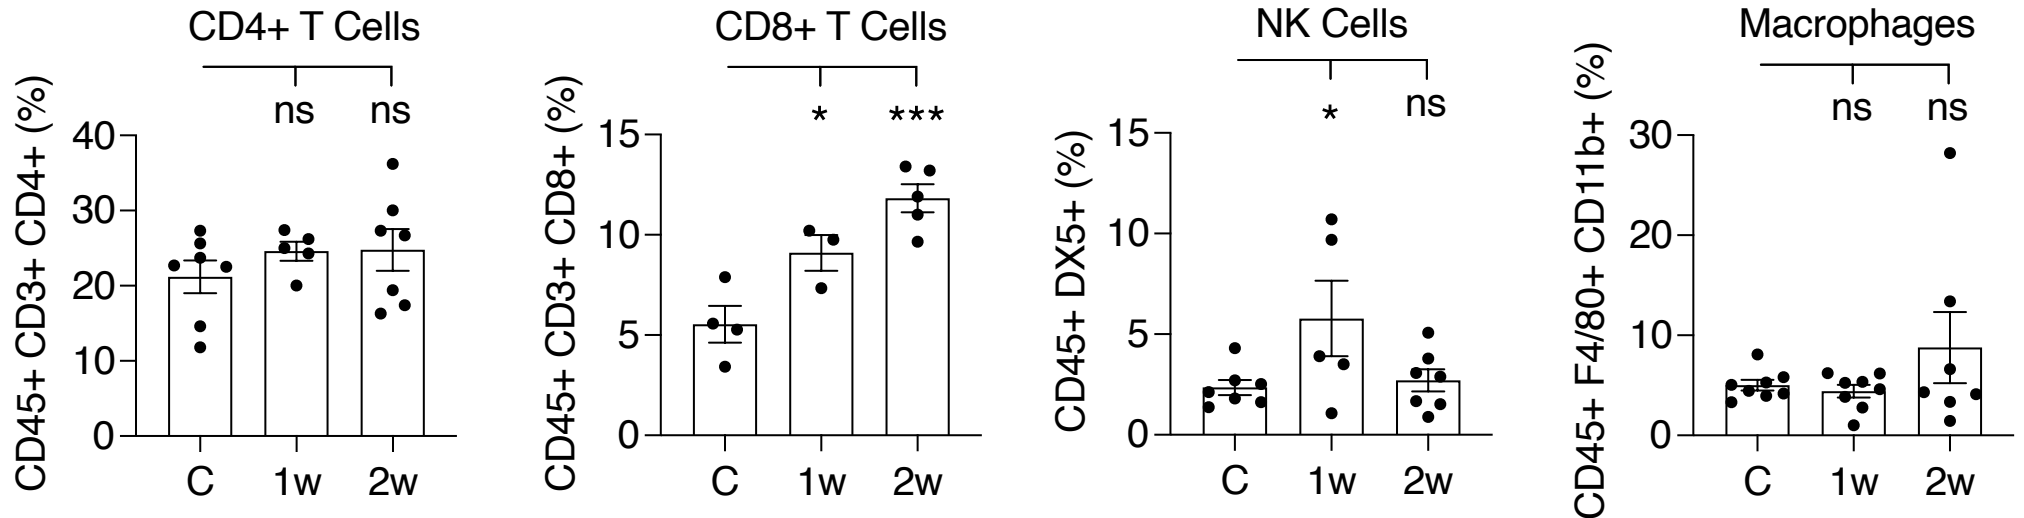 CD4+ T Cells
ns ns
CD45+ CD3+ CD4+ (%)
40
30
20
10
0
C 1w 2w
CD8+ T Cells
* ***
CD45+ CD3+ CD8+ (%)
15
10
5
0
C 1w 2w
NK Cells
* ns
CD45+ DX5+ (%)
15
10
5
0
C 1w 2w
Macrophages
ns ns
CD45+ F4/80+ CD11b+ (%)
30
20
10
0
C 1w 2w